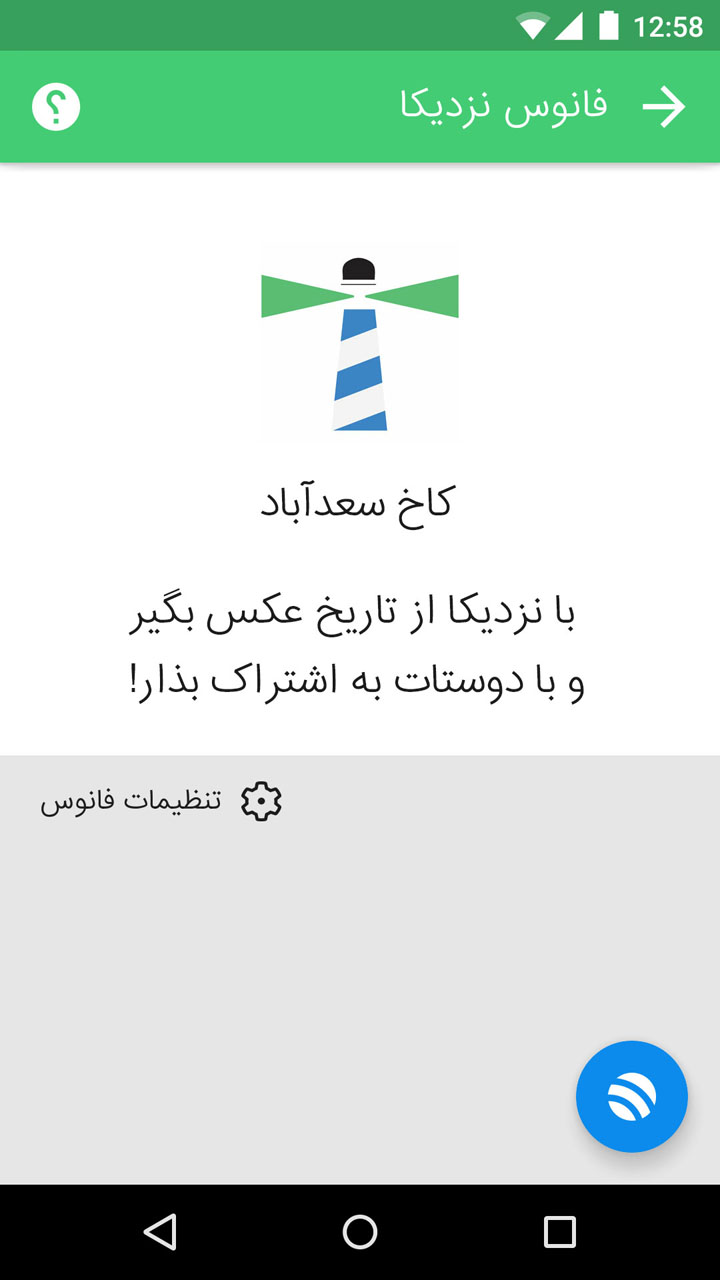 12:58
فانوس نزدیکا
؟
کاخ سعدآباد
با نزدیکا از تاریخ عکس بگیر
و با دوستات به اشتراک بذار!
تنظیمات فانوس